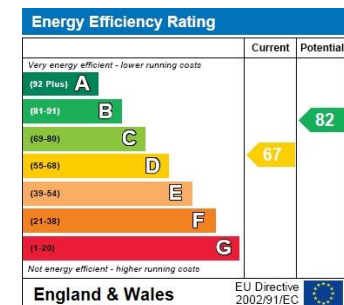 Energy Efficiency Rating
Current Potential
Very energy efficient - lower running costs
(92 Plus) A
(81-91) B
82
(69-80) C
67
(55-68) D
(39-54) E
(21-38) F
(1-20) G
Not energy efficient - higher running costs
England & Wales
EU Directive
2002/91/EC